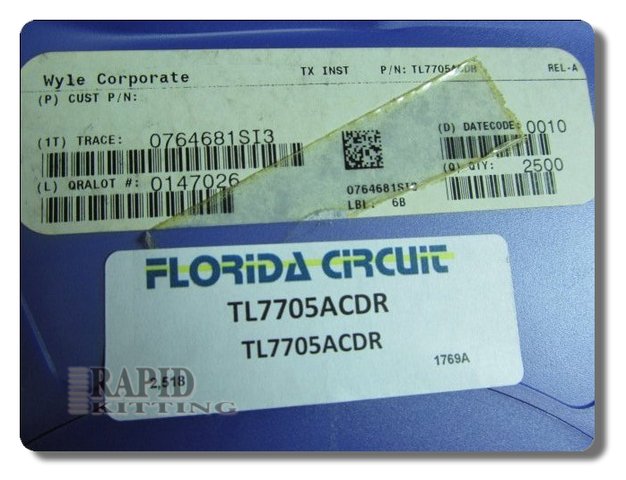 Wyle Corporate TX INST P/N: TL7705ACDR REL-A
(P) CUST P/N:
(1T) TRACE: 0764681SI3 (D) DATECODE: 0010
(L) QRALOT #: 0147026 (Q) QTY: 2500
0764681SI3
LBL: 6B
FLORIDA CIRCUIT
TL7705ACDR
TL7705ACDR
2,518 1769A
RAPID
KITTING